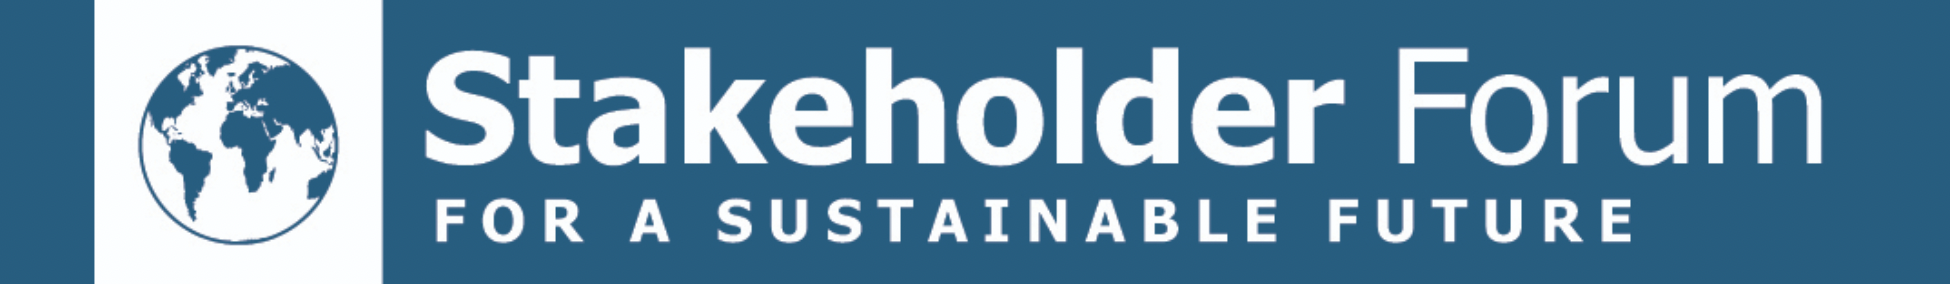 Stakeholder Forum
FOR A SUSTAINABLE FUTURE